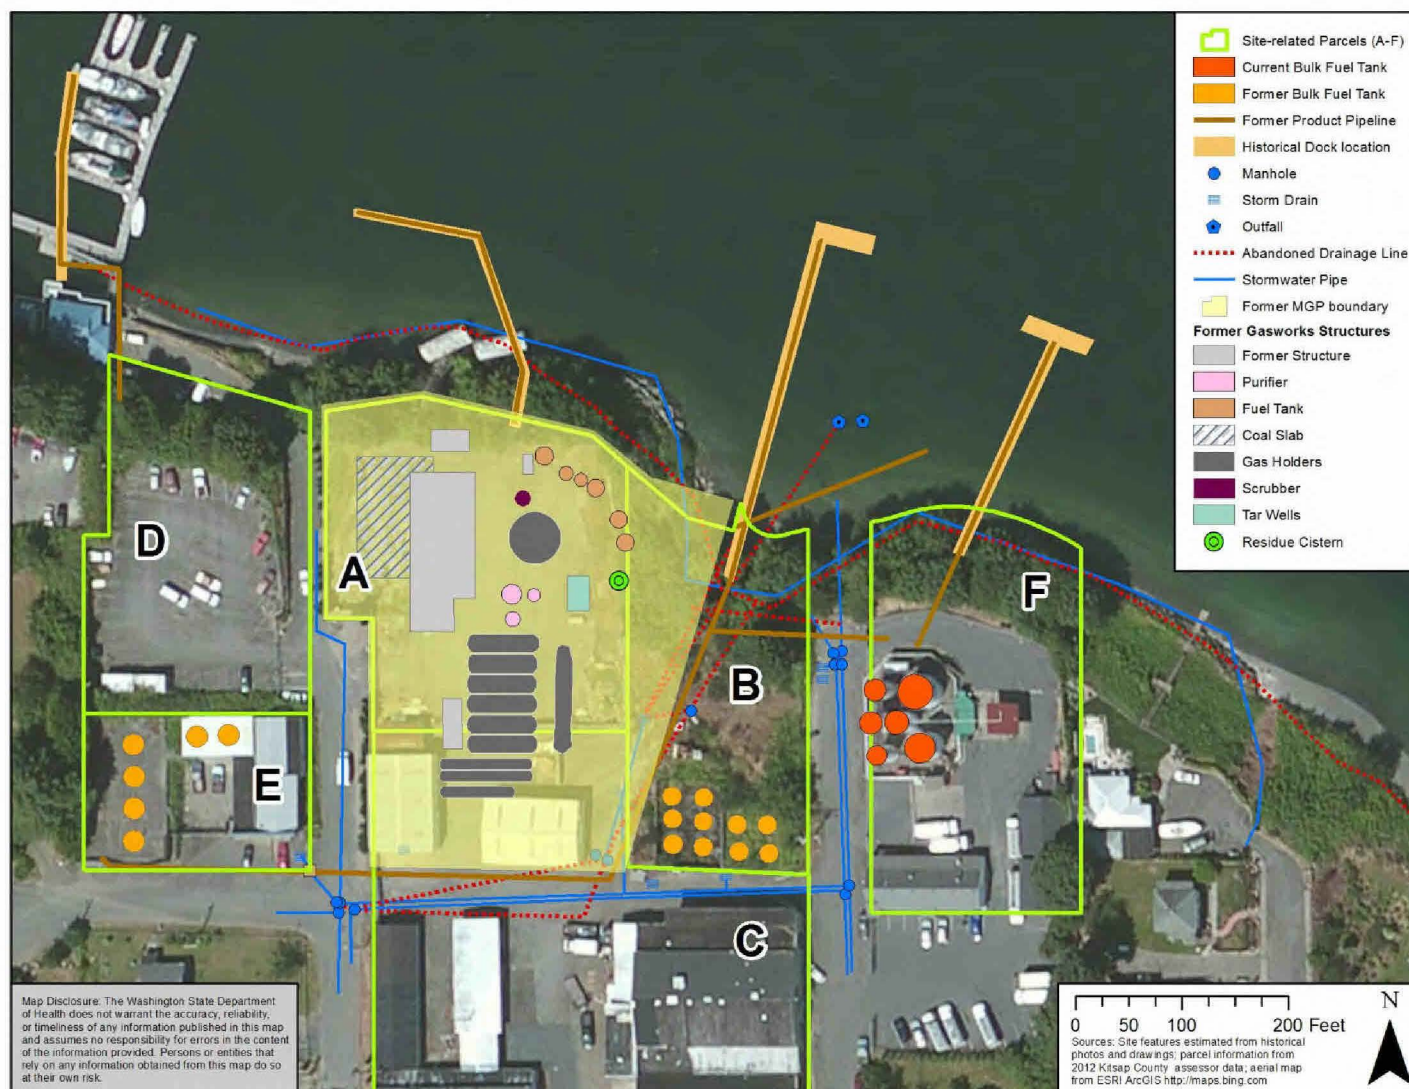 Site-related Parcels (A-F)
Current Bulk Fuel Tank
Former Bulk Fuel Tank
Former Product Pipeline
Historical Dock location
Manhole
Storm Drain
Outfall
Abandoned Drainage Line
Stormwater Pipe
Former MGP boundary
Former Gasworks Structures
Former Structure
Purifier
Fuel Tank
Coal Slab
Gas Holders
Scrubber
Tar Wells
Residue Cistern
D
A
F
B
E
C
Map Disclosure: The Washington State Department
of Health does not warrant the accuracy, reliability,
or timeliness of any information published in this map
and assumes no responsibility for errors in the content
of the information provided. Persons or entities that
rely on any information obtained from this map do so
at their own risk.
0 50 100 200 Feet
N
Sources: Site features estimated from historical
photos and drawings; parcel information from
2012 Kitsap County assessor data; aerial map
from ESRI ArcGIS http://maps.bing.com